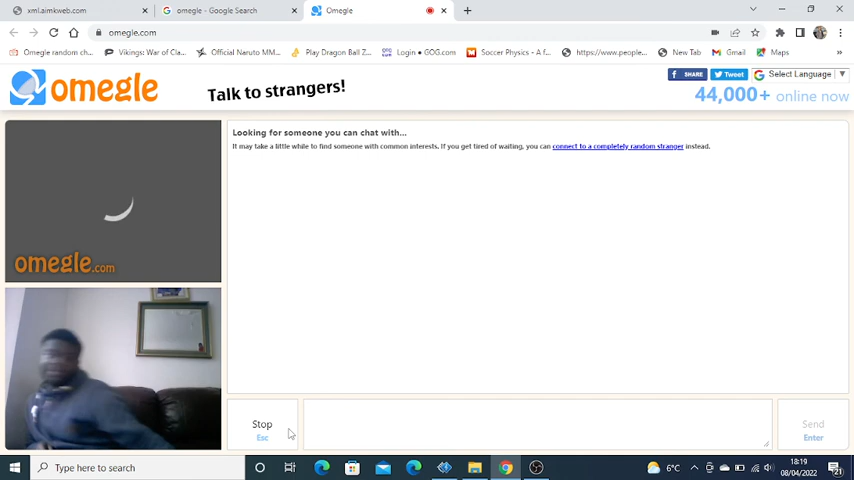 xml.aimkweb.com
omegle - Google Search
Omegle
omegle.com
Omegle random ch...
Vikings: War of Cla...
Official Naruto MM...
Play Dragon Ball Z...
Login ● GOG.com
Soccer Physics - A f...
https://www.people...
New Tab
Gmail
Maps
omegle
Talk to strangers!
SHARE
Tweet
Select Language
44,000+ online now
Looking for someone you can chat with...
It may take a little while to find someone with common interests. If you get tired of waiting, you can connect to a completely random stranger instead.
omegle.com
Stop
Esc
Send
Enter
Type here to search
6°C
18:19
08/04/2022
21